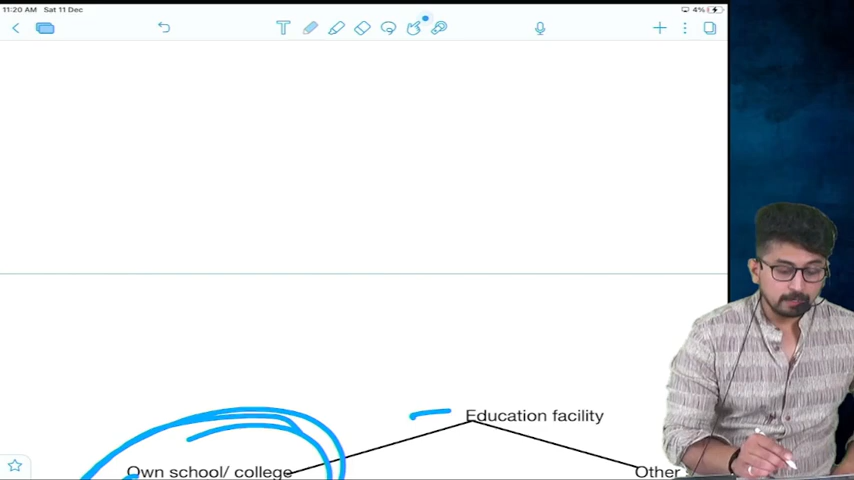 11:20 AM Sat 11 Dec 4%
T
Education facility
Own school/ college
Other